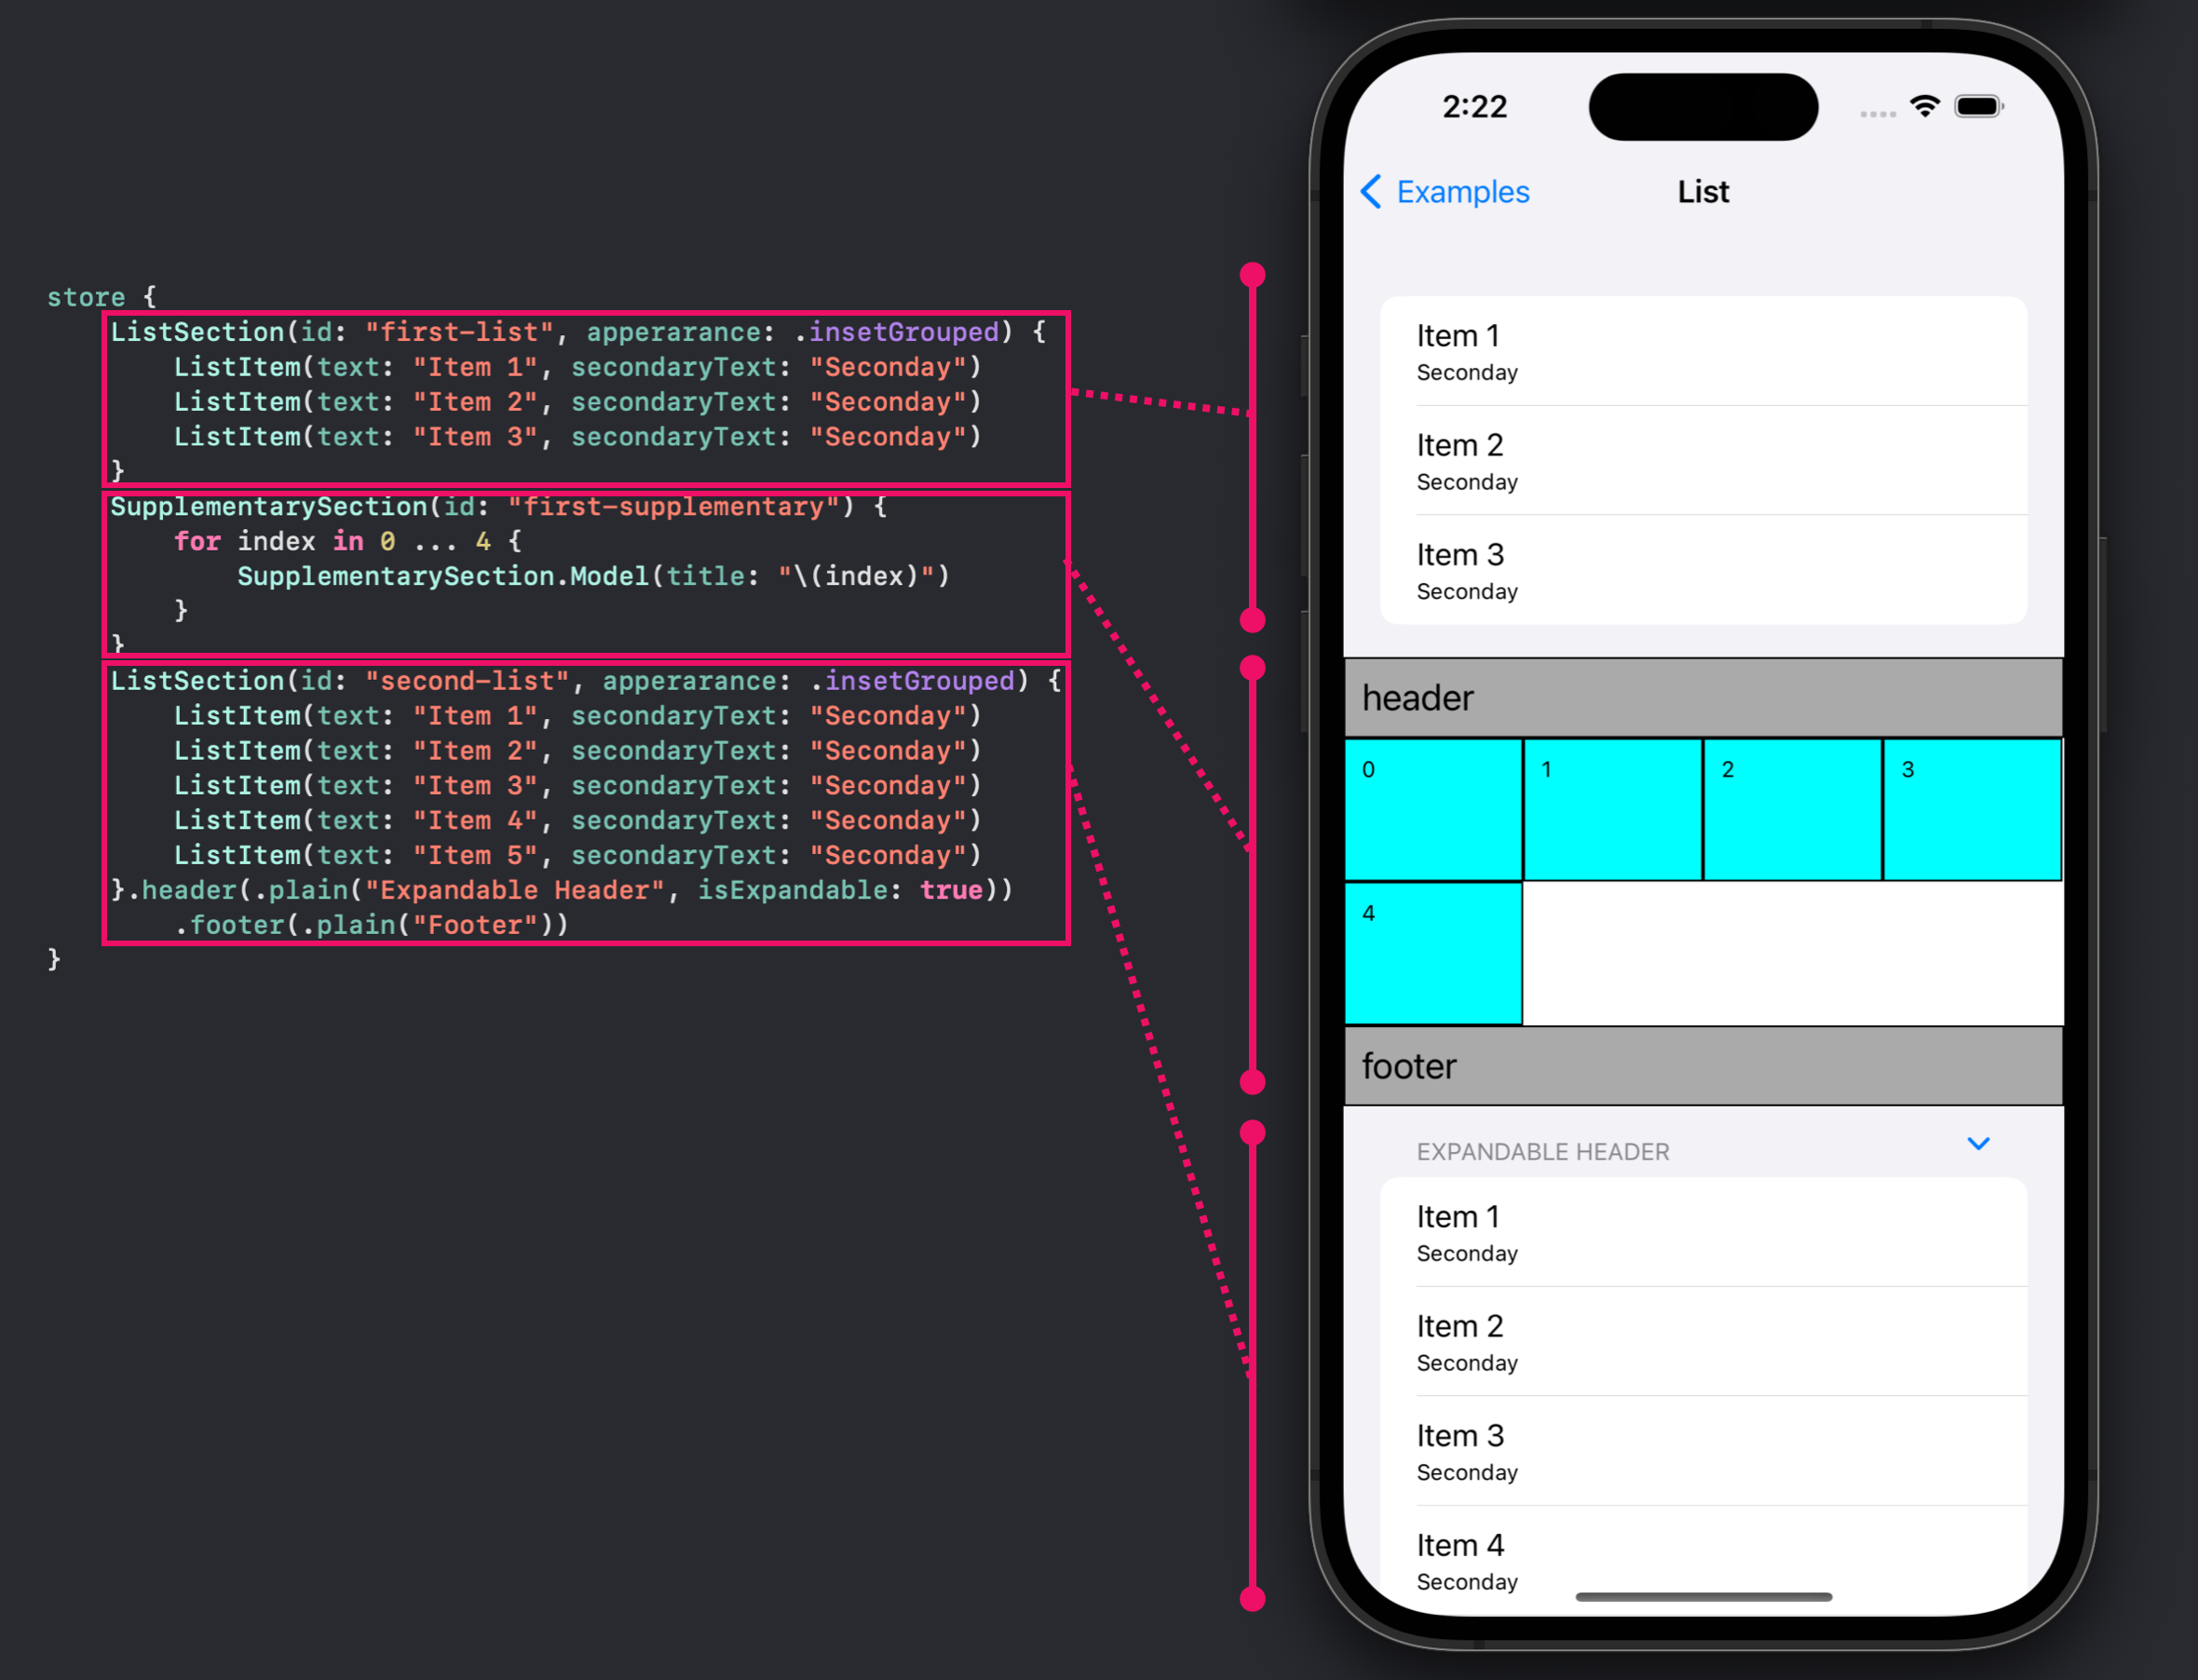 store {
    ListSection(id: "first-list", apperarance: .insetGrouped) {
        ListItem(text: "Item 1", secondaryText: "Seconday")
        ListItem(text: "Item 2", secondaryText: "Seconday")
        ListItem(text: "Item 3", secondaryText: "Seconday")
    }
    SupplementarySection(id: "first-supplementary") {
        for index in 0 ... 4 {
            SupplementarySection.Model(title: "\(index)")
        }
    }
    ListSection(id: "second-list", apperarance: .insetGrouped) {
        ListItem(text: "Item 1", secondaryText: "Seconday")
        ListItem(text: "Item 2", secondaryText: "Seconday")
        ListItem(text: "Item 3", secondaryText: "Seconday")
        ListItem(text: "Item 4", secondaryText: "Seconday")
        ListItem(text: "Item 5", secondaryText: "Seconday")
    }.header(.plain("Expandable Header", isExpandable: true))
        .footer(.plain("Footer"))
}
2:22
Examples List
Item 1
Seconday
Item 2
Seconday
Item 3
Seconday
header
0 1 2 3
4
footer
EXPANDABLE HEADER
Item 1
Seconday
Item 2
Seconday
Item 3
Seconday
Item 4
Seconday